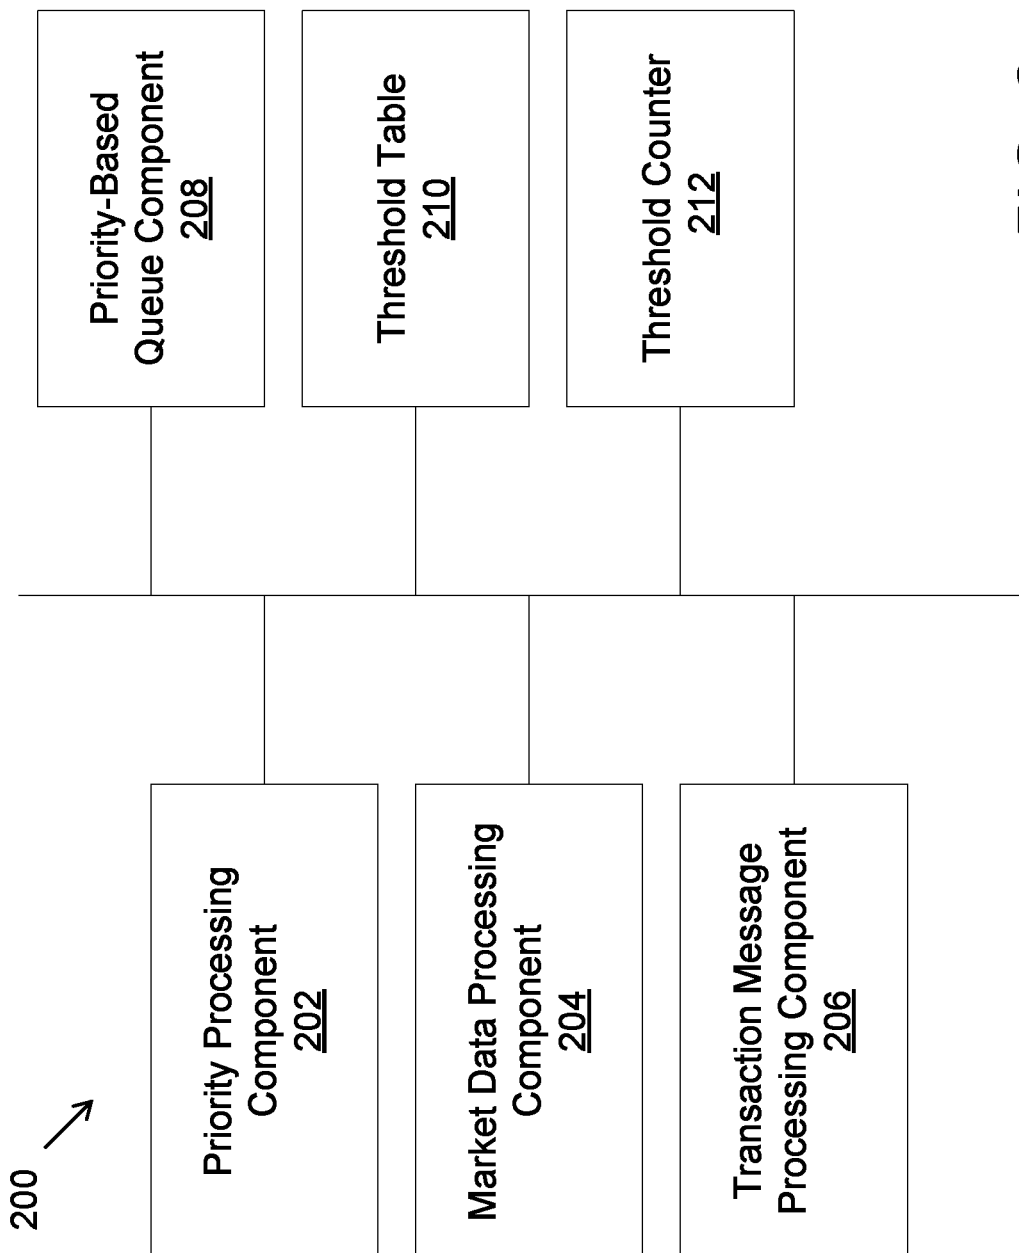 200
Priority Processing
Component
202
Market Data Processing
Component
204
Transaction Message
Processing Component
206
Priority-Based
Queue Component
208
Threshold Table
210
Threshold Counter
212